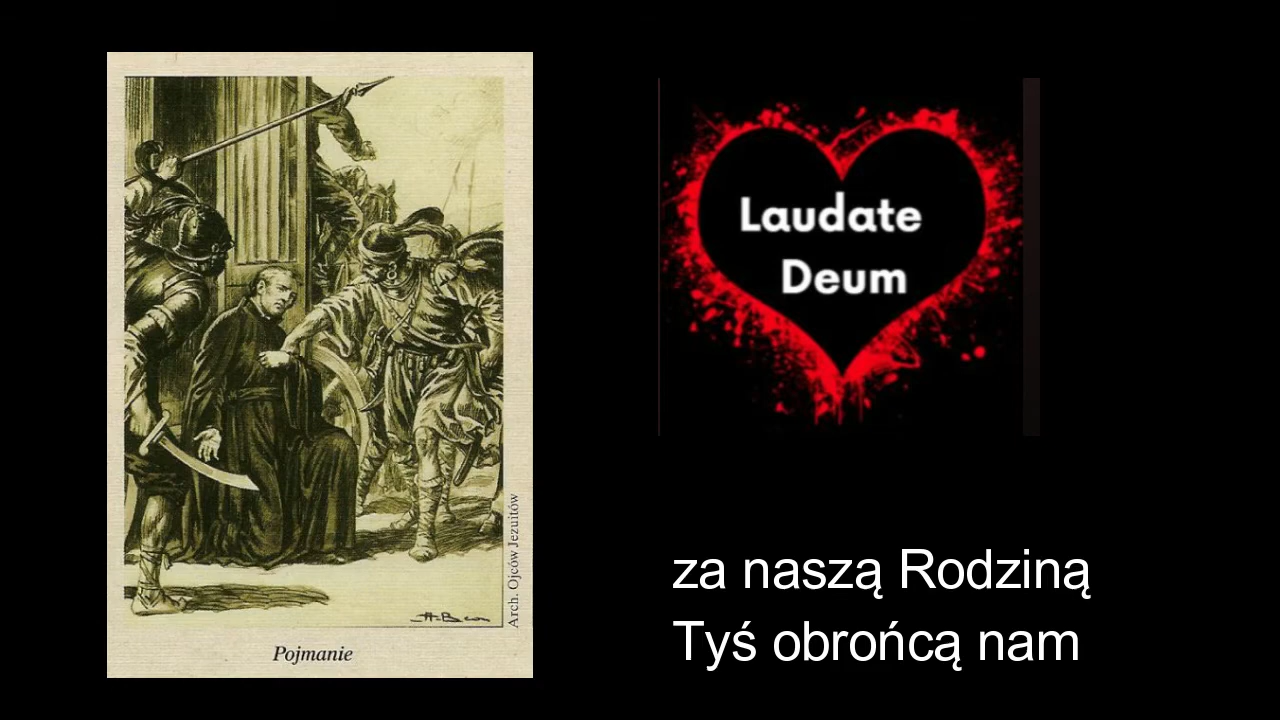 Arch. Ojców Jezuitów
Pojmanie
Laudate
Deum
za naszą Rodziną
Tyś obrońcą nam